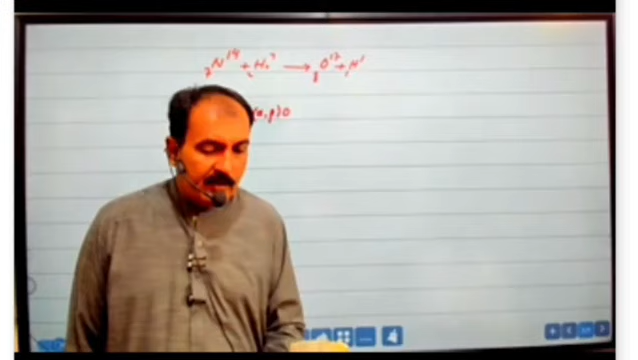 ₇N¹⁴ + ₂He⁴ → ₈O¹⁷ + ₁H¹
(α, p) O